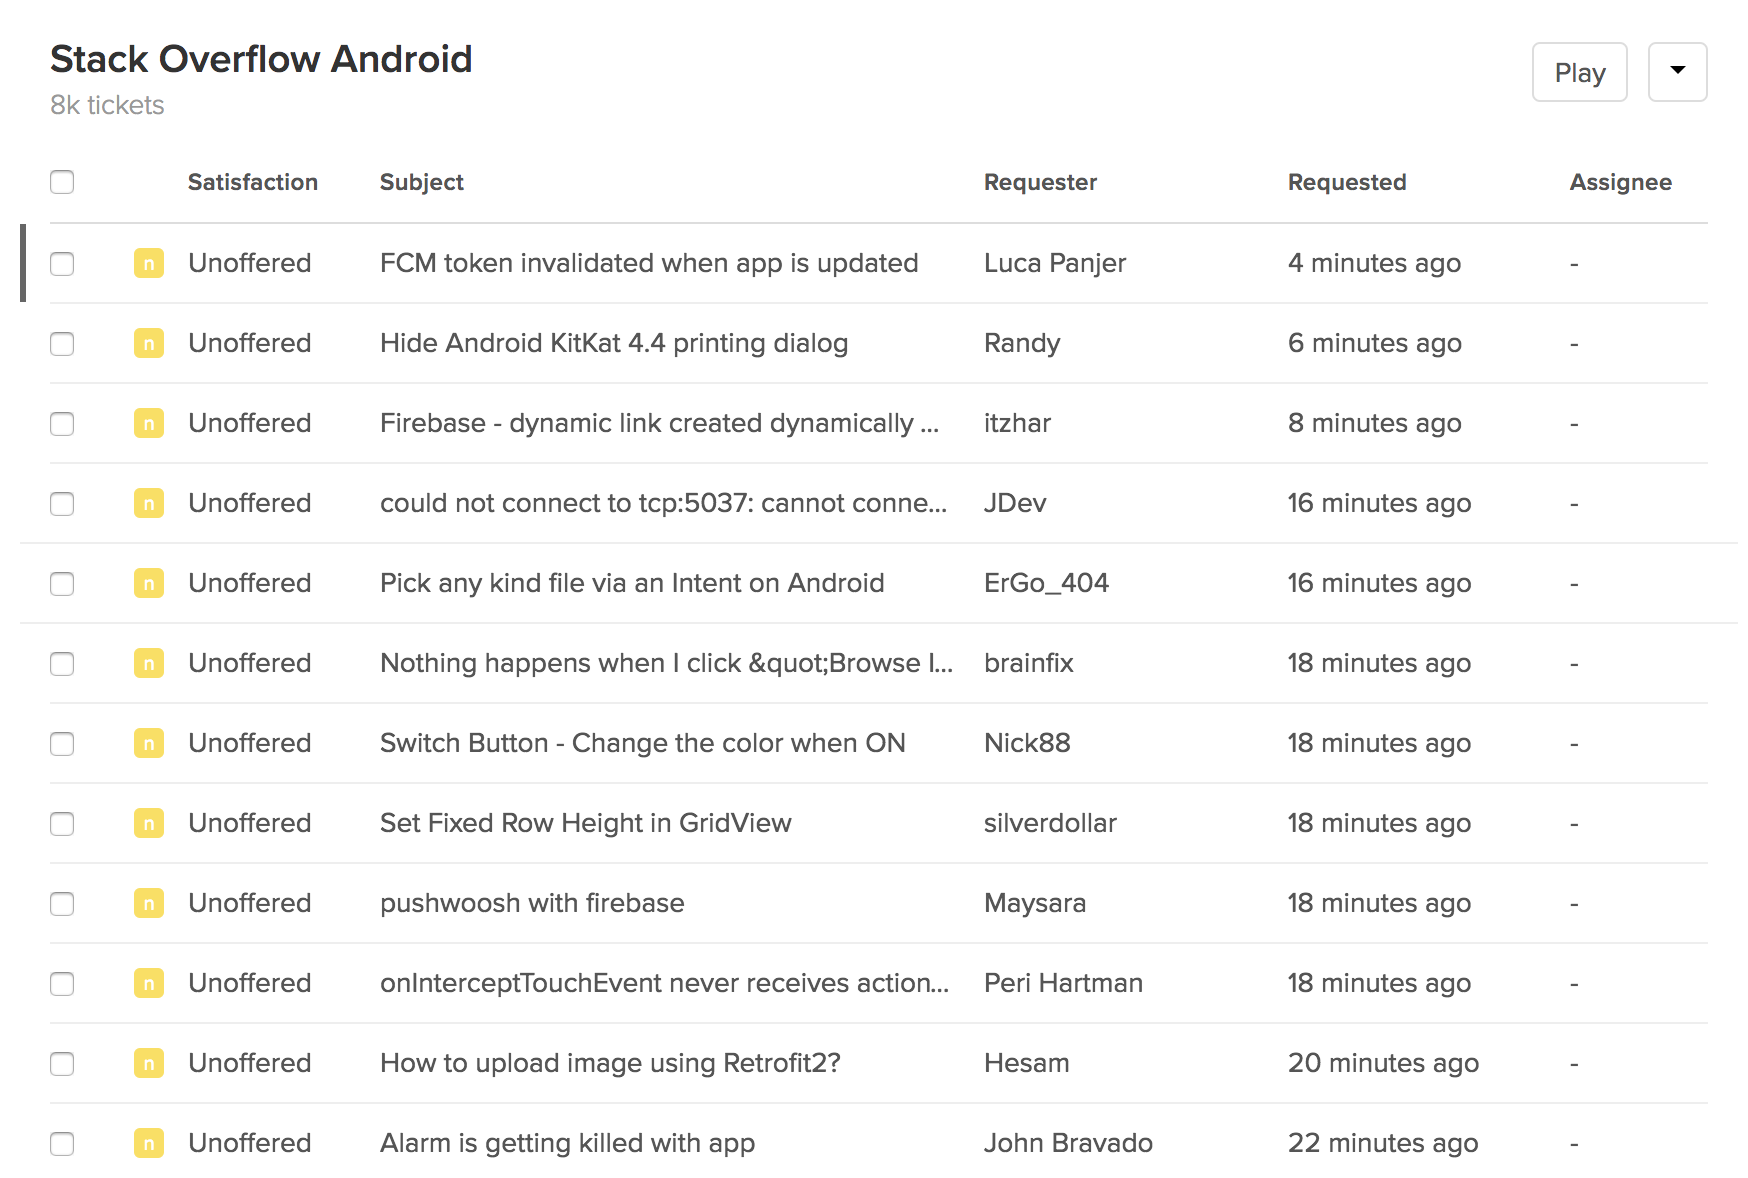 Stack Overflow Android
8k tickets
Play
Satisfaction Subject Requester Requested Assignee
n Unoffered FCM token invalidated when app is updated Luca Panjer 4 minutes ago -
n Unoffered Hide Android KitKat 4.4 printing dialog Randy 6 minutes ago -
n Unoffered Firebase - dynamic link created dynamically ... itzhar 8 minutes ago -
n Unoffered could not connect to tcp:5037: cannot conne... JDev 16 minutes ago -
n Unoffered Pick any kind file via an Intent on Android ErGo_404 16 minutes ago -
n Unoffered Nothing happens when I click &quot;Browse I... brainfix 18 minutes ago -
n Unoffered Switch Button - Change the color when ON Nick88 18 minutes ago -
n Unoffered Set Fixed Row Height in GridView silverdollar 18 minutes ago -
n Unoffered pushwoosh with firebase Maysara 18 minutes ago -
n Unoffered onInterceptTouchEvent never receives action... Peri Hartman 18 minutes ago -
n Unoffered How to upload image using Retrofit2? Hesam 20 minutes ago -
n Unoffered Alarm is getting killed with app John Bravado 22 minutes ago -